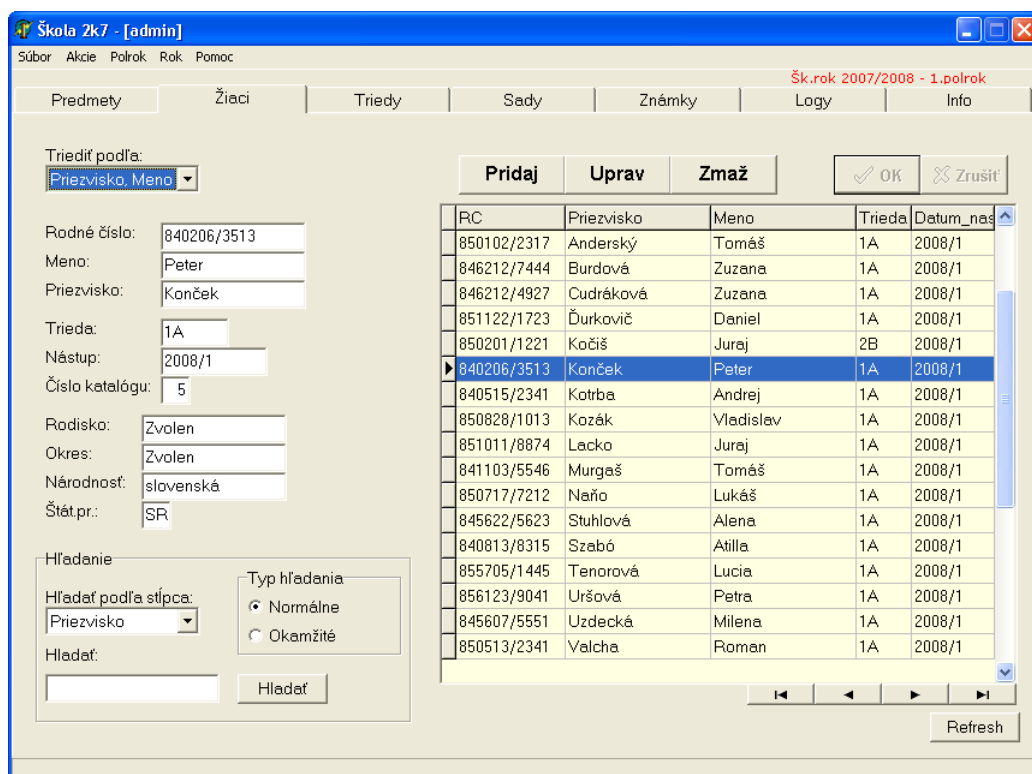 Škola 2k7 - [admin]
Súbor Akcie Polrok Rok Pomoc
Šk.rok 2007/2008 - 1.polrok
Predmety Žiaci Triedy Sady Známky Logy Info
Triediť podľa:
Priezvisko, Meno
Rodné číslo: 840206/3513
Meno: Peter
Priezvisko: Konček
Trieda: 1A
Nástup: 2008/1
Číslo katalógu: 5
Rodisko: Zvolen
Okres: Zvolen
Národnosť: slovenská
Štát.pr.: SR
Hľadanie
Hľadať podľa stĺpca:
Priezvisko
Typ hľadania
Normálne
Okamžité
Hladať:
Hladať
Pridaj Uprav Zmaž OK Zrušiť
RC Priezvisko Meno Trieda Datum_nas
850102/2317 Anderský Tomáš 1A 2008/1
846212/7444 Burdová Zuzana 1A 2008/1
846212/4927 Cudráková Zuzana 1A 2008/1
851122/1723 Ďurkovič Daniel 1A 2008/1
850201/1221 Kočiš Juraj 2B 2008/1
840206/3513 Konček Peter 1A 2008/1
840515/2341 Kotrba Andrej 1A 2008/1
850828/1013 Kozák Vladislav 1A 2008/1
851011/8874 Lacko Juraj 1A 2008/1
841103/5546 Murgaš Tomáš 1A 2008/1
850717/7212 Naňo Lukáš 1A 2008/1
845622/5623 Stuhlová Alena 1A 2008/1
840813/8315 Szabó Atilla 1A 2008/1
855705/1445 Tenorová Lucia 1A 2008/1
856123/9041 Uršová Petra 1A 2008/1
845607/5551 Uzdecká Milena 1A 2008/1
850513/2341 Valcha Roman 1A 2008/1
Refresh